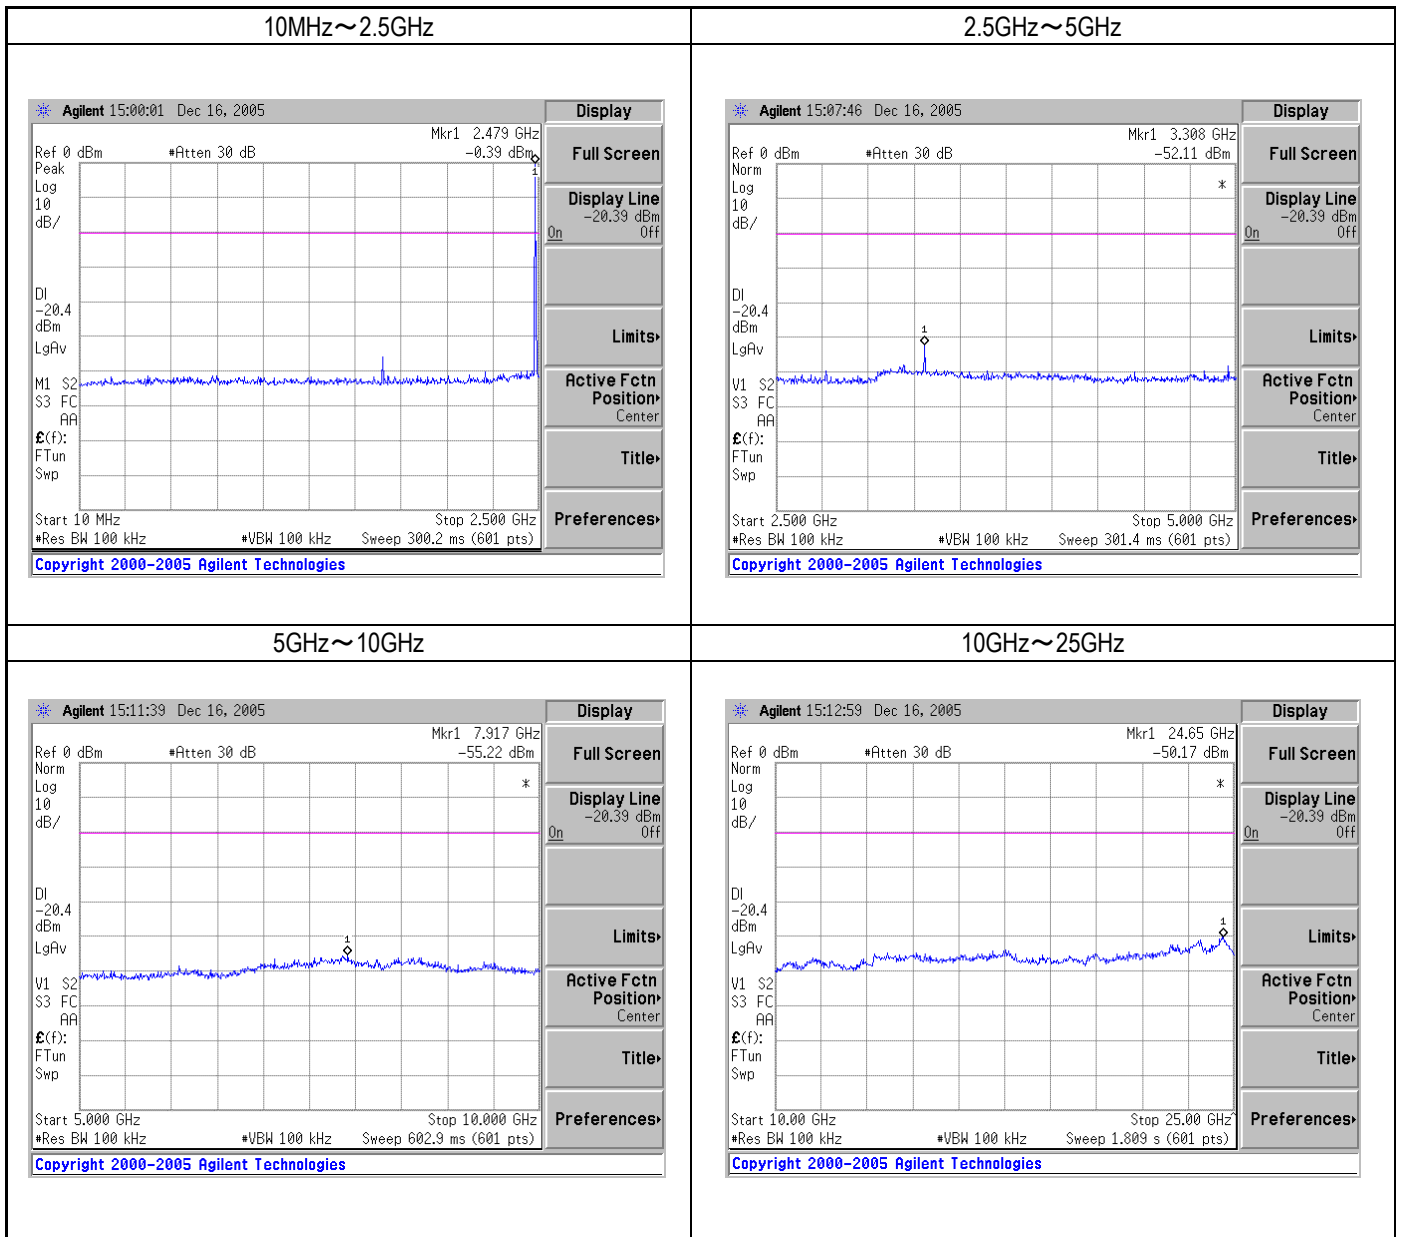 10MHz～2.5GHz
2.5GHz～5GHz
Agilent 15:00:01 Dec 16, 2005
Display
Mkr1 2.479 GHz
Ref 0 dBm #Atten 30 dB -0.39 dBm
Peak
Log
10
dB/
1
DI
-20.4
dBm
LgAv
M1 S2
S3 FC
AA
£(f):
FTun
Swp
Start 10 MHz Stop 2.500 GHz
#Res BW 100 kHz #VBW 100 kHz Sweep 300.2 ms (601 pts)
Full Screen
Display Line
-20.39 dBm
On Off
Limits
Active Fctn
Position
Center
Title
Preferences
Copyright 2000-2005 Agilent Technologies
Agilent 15:07:46 Dec 16, 2005
Display
Mkr1 3.308 GHz
Ref 0 dBm #Atten 30 dB -52.11 dBm
Norm
Log
10
dB/
*
1
DI
-20.4
dBm
LgAv
V1 S2
S3 FC
AA
£(f):
FTun
Swp
Start 2.500 GHz Stop 5.000 GHz
#Res BW 100 kHz #VBW 100 kHz Sweep 301.4 ms (601 pts)
Full Screen
Display Line
-20.39 dBm
On Off
Limits
Active Fctn
Position
Center
Title
Preferences
Copyright 2000-2005 Agilent Technologies
5GHz～10GHz
10GHz～25GHz
Agilent 15:11:39 Dec 16, 2005
Display
Mkr1 7.917 GHz
Ref 0 dBm #Atten 30 dB -55.22 dBm
Norm
Log
10
dB/
*
1
DI
-20.4
dBm
LgAv
V1 S2
S3 FC
AA
£(f):
FTun
Swp
Start 5.000 GHz Stop 10.000 GHz
#Res BW 100 kHz #VBW 100 kHz Sweep 602.9 ms (601 pts)
Full Screen
Display Line
-20.39 dBm
On Off
Limits
Active Fctn
Position
Center
Title
Preferences
Copyright 2000-2005 Agilent Technologies
Agilent 15:12:59 Dec 16, 2005
Display
Mkr1 24.65 GHz
Ref 0 dBm #Atten 30 dB -50.17 dBm
Norm
Log
10
dB/
*
1
DI
-20.4
dBm
LgAv
V1 S2
S3 FC
AA
£(f):
FTun
Swp
Start 10.00 GHz Stop 25.00 GHz^
#Res BW 100 kHz #VBW 100 kHz Sweep 1.809 s (601 pts)
Full Screen
Display Line
-20.39 dBm
On Off
Limits
Active Fctn
Position
Center
Title
Preferences
Copyright 2000-2005 Agilent Technologies